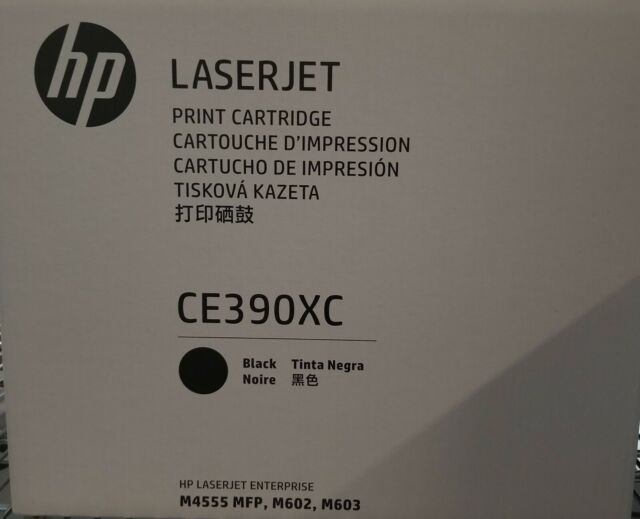 hp
LASERJET
PRINT CARTRIDGE
CARTOUCHE D'IMPRESSION
CARTUCHO DE IMPRESIÓN
TISKOVÁ KAZETA
打印硒鼓
CE390XC
Black Tinta Negra
Noire 黑色
HP LASERJET ENTERPRISE
M4555 MFP, M602, M603